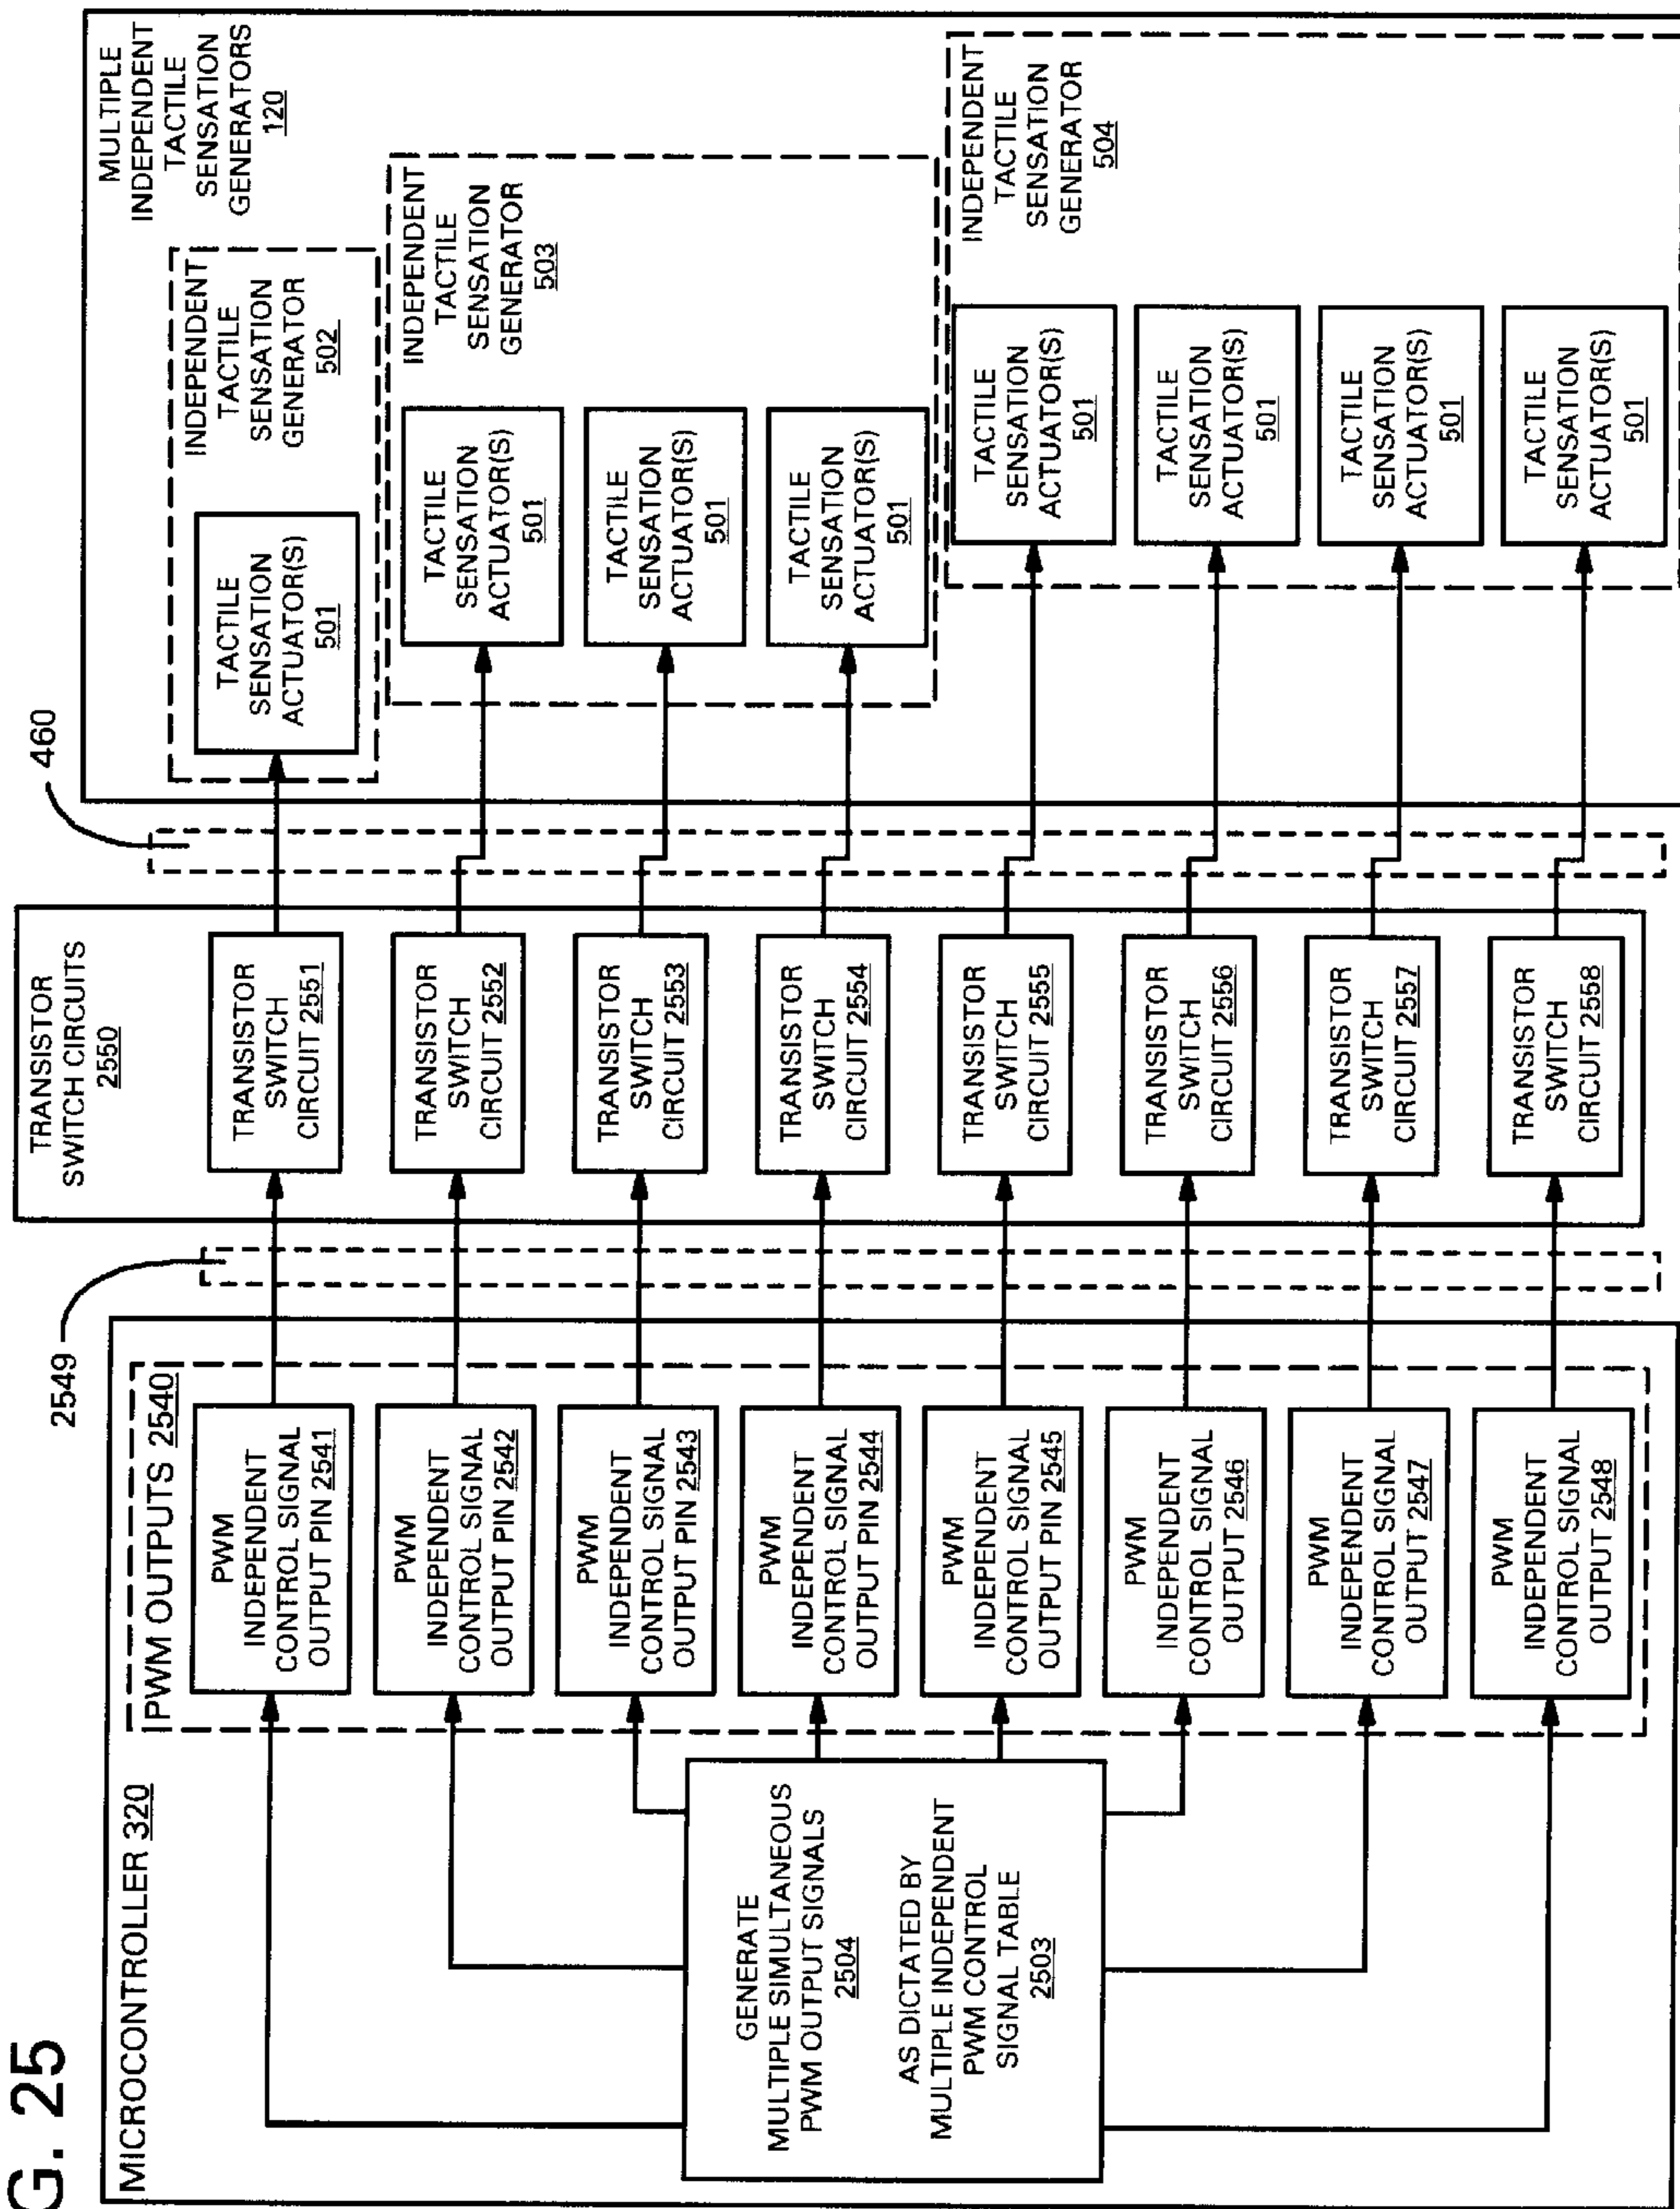 G. 25
MICROCONTROLLER 320
GENERATE
MULTIPLE SIMULTANEOUS
PWM OUTPUT SIGNALS
2504
AS DICTATED BY
MULTIPLE INDEPENDENT
PWM CONTROL
SIGNAL TABLE
2503
PWM OUTPUTS 2540
PWM
INDEPENDENT
CONTROL SIGNAL
OUTPUT PIN 2541
PWM
INDEPENDENT
CONTROL SIGNAL
OUTPUT PIN 2542
PWM
INDEPENDENT
CONTROL SIGNAL
OUTPUT PIN 2543
PWM
INDEPENDENT
CONTROL SIGNAL
OUTPUT PIN 2544
PWM
INDEPENDENT
CONTROL SIGNAL
OUTPUT PIN 2545
PWM
INDEPENDENT
CONTROL SIGNAL
OUTPUT 2546
PWM
INDEPENDENT
CONTROL SIGNAL
OUTPUT 2547
PWM
INDEPENDENT
CONTROL SIGNAL
OUTPUT 2548
2549
TRANSISTOR
SWITCH CIRCUITS
2550
TRANSISTOR
SWITCH
CIRCUIT 2551
TRANSISTOR
SWITCH
CIRCUIT 2552
TRANSISTOR
SWITCH
CIRCUIT 2553
TRANSISTOR
SWITCH
CIRCUIT 2554
TRANSISTOR
SWITCH
CIRCUIT 2555
TRANSISTOR
SWITCH
CIRCUIT 2556
TRANSISTOR
SWITCH
CIRCUIT 2557
TRANSISTOR
SWITCH
CIRCUIT 2558
460
MULTIPLE
INDEPENDENT
TACTILE
SENSATION
GENERATORS
120
INDEPENDENT
TACTILE
SENSATION
GENERATOR
502
TACTILE
SENSATION
ACTUATOR(S)
501
INDEPENDENT
TACTILE
SENSATION
GENERATOR
503
TACTILE
SENSATION
ACTUATOR(S)
501
TACTILE
SENSATION
ACTUATOR(S)
501
TACTILE
SENSATION
ACTUATOR(S)
501
INDEPENDENT
TACTILE
SENSATION
GENERATOR
504
TACTILE
SENSATION
ACTUATOR(S)
501
TACTILE
SENSATION
ACTUATOR(S)
501
TACTILE
SENSATION
ACTUATOR(S)
501
TACTILE
SENSATION
ACTUATOR(S)
501